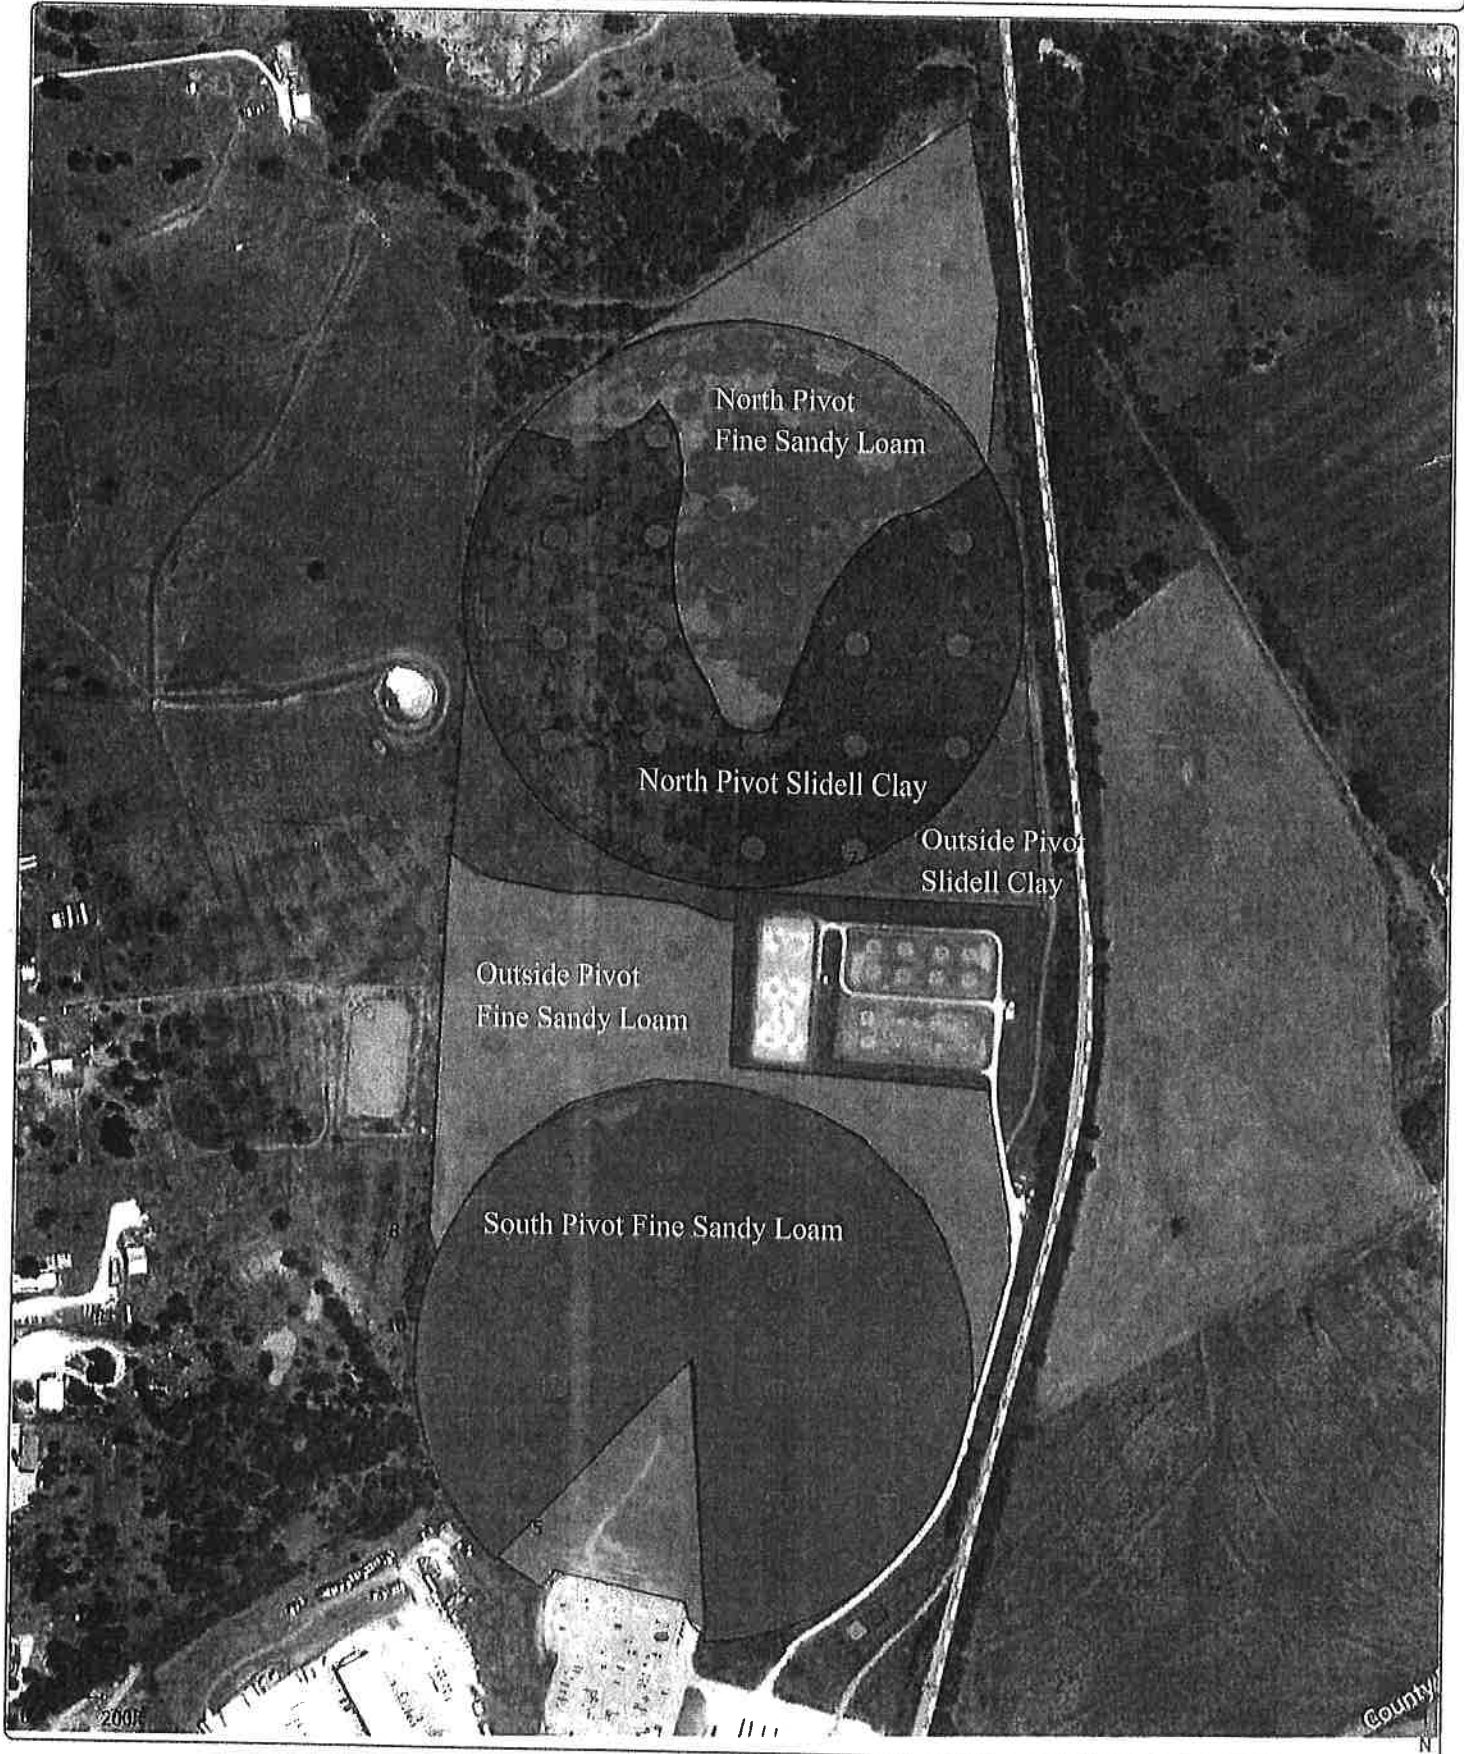 North Pivot
Fine Sandy Loam
North Pivot Slidell Clay
Outside Pivot
Slidell Clay
Outside Pivot
Fine Sandy Loam
South Pivot Fine Sandy Loam
County
N